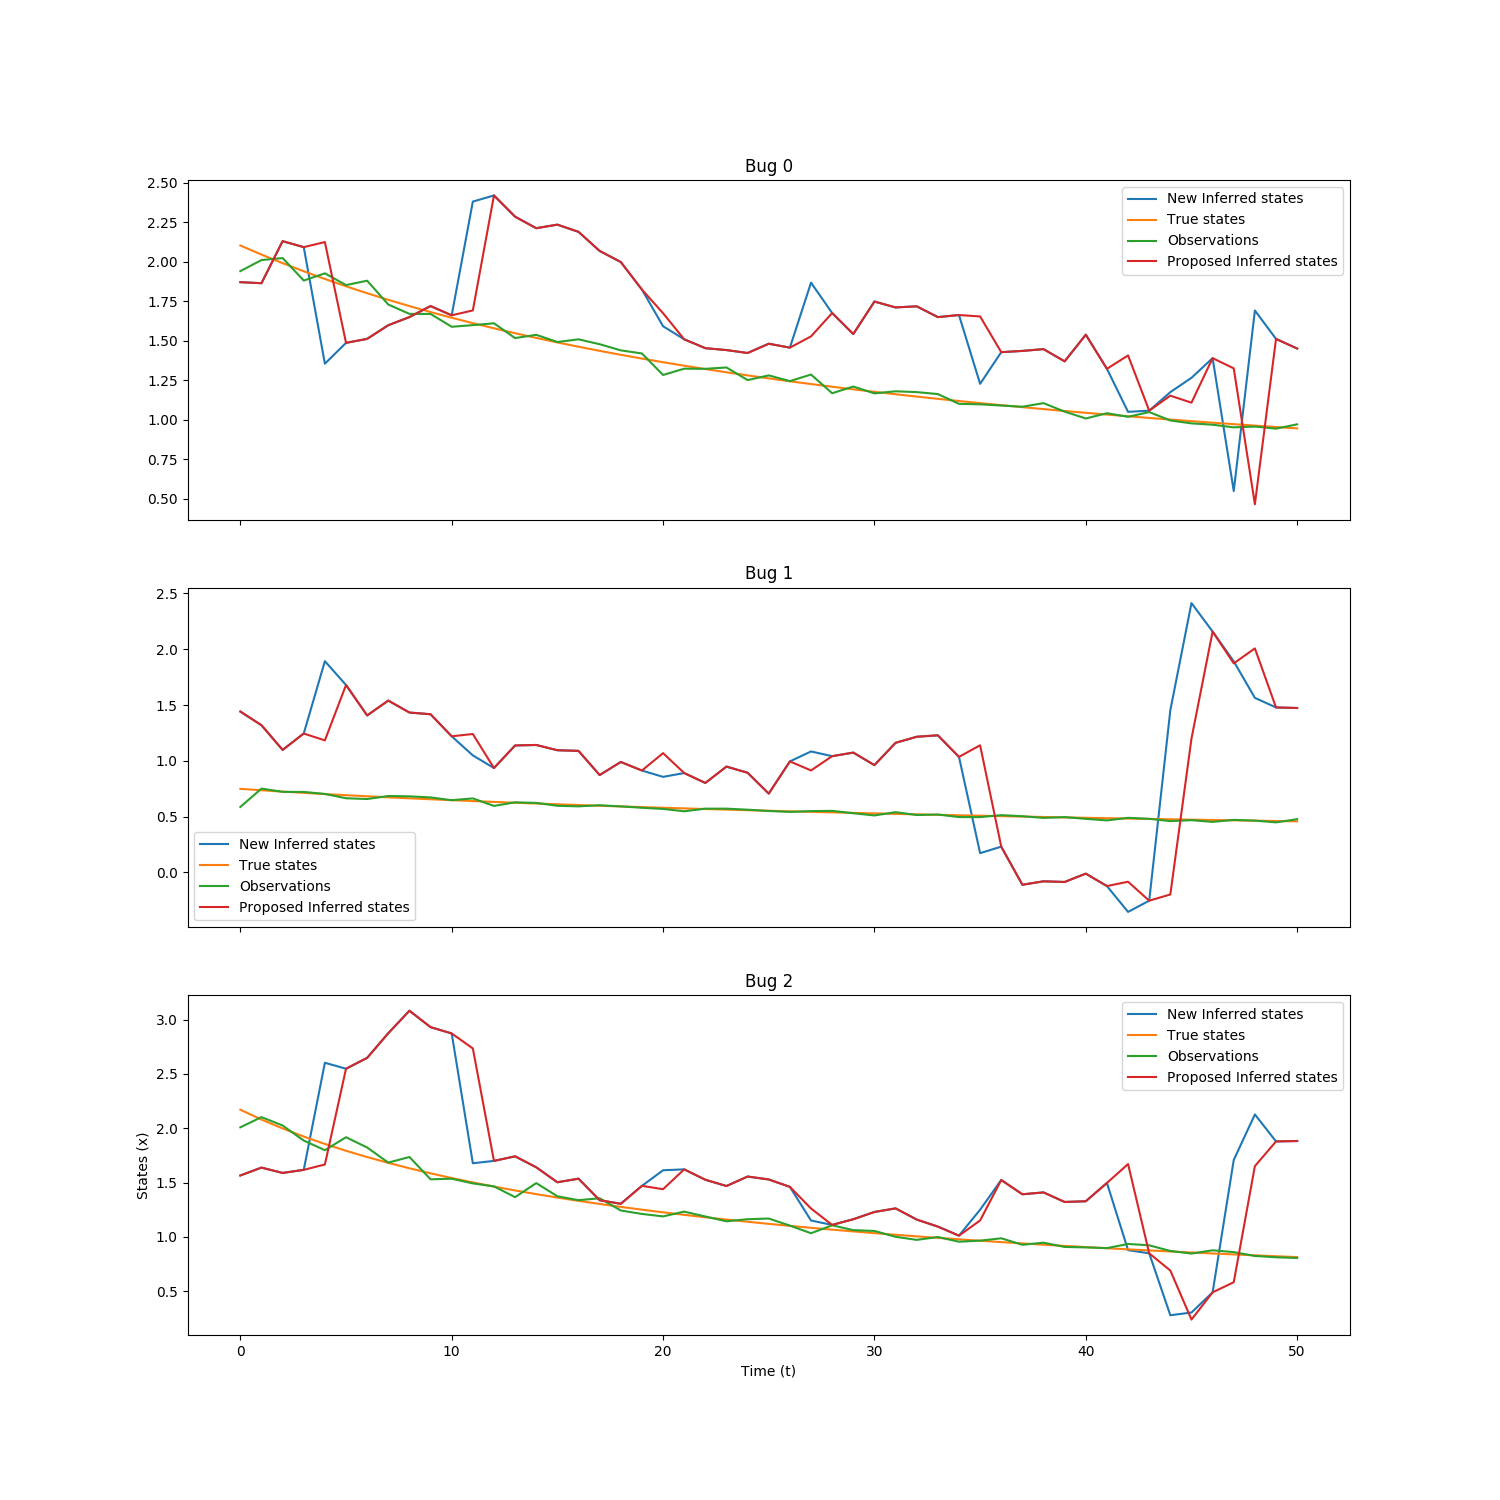 Bug 0
2.50
2.25
2.00
1.75
1.50
1.25
1.00
0.75
0.50
New Inferred states
True states
Observations
Proposed Inferred states
Bug 1
2.5
2.0
1.5
1.0
0.5
0.0
New Inferred states
True states
Observations
Proposed Inferred states
Bug 2
3.0
2.5
2.0
1.5
1.0
0.5
States (x)
New Inferred states
True states
Observations
Proposed Inferred states
0 10 20 30 40 50
Time (t)